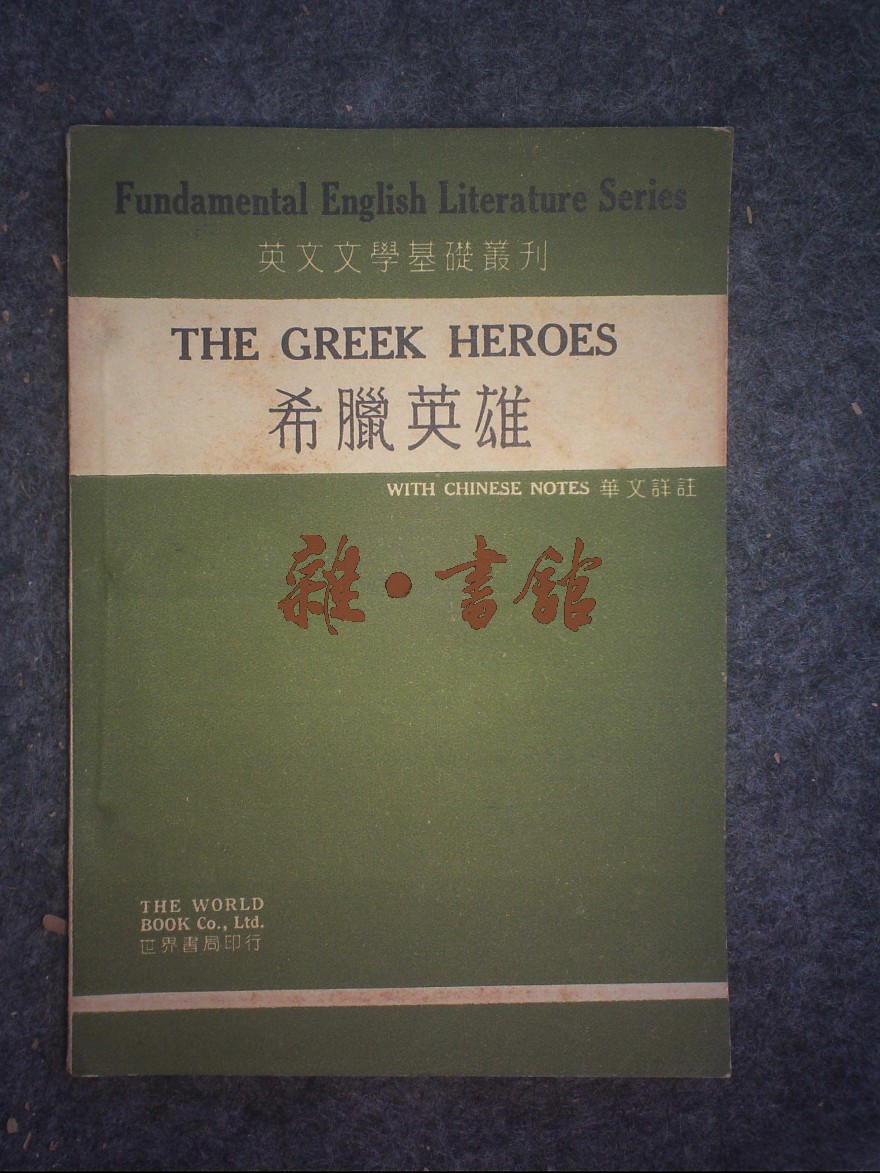 Fundamental English Literature Series
英文文學基礎叢刊
THE GREEK HEROES
希臘英雄
WITH CHINESE NOTES 華文詳註
雜·書館
THE WORLD
BOOK Co., Ltd.
世界書局印行